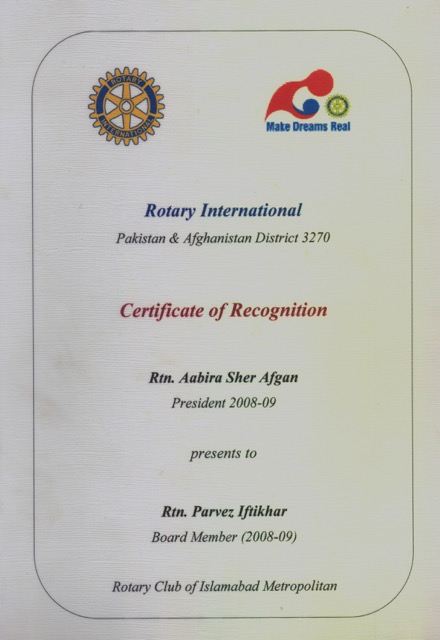 ROTARY
INTERNATIONAL
Make Dreams Real
Rotary International
Pakistan & Afghanistan District 3270
Certificate of Recognition
Rtn. Aabira Sher Afgan
President 2008-09
presents to
Rtn. Parvez Iftikhar
Board Member (2008-09)
Rotary Club of Islamabad Metropolitan